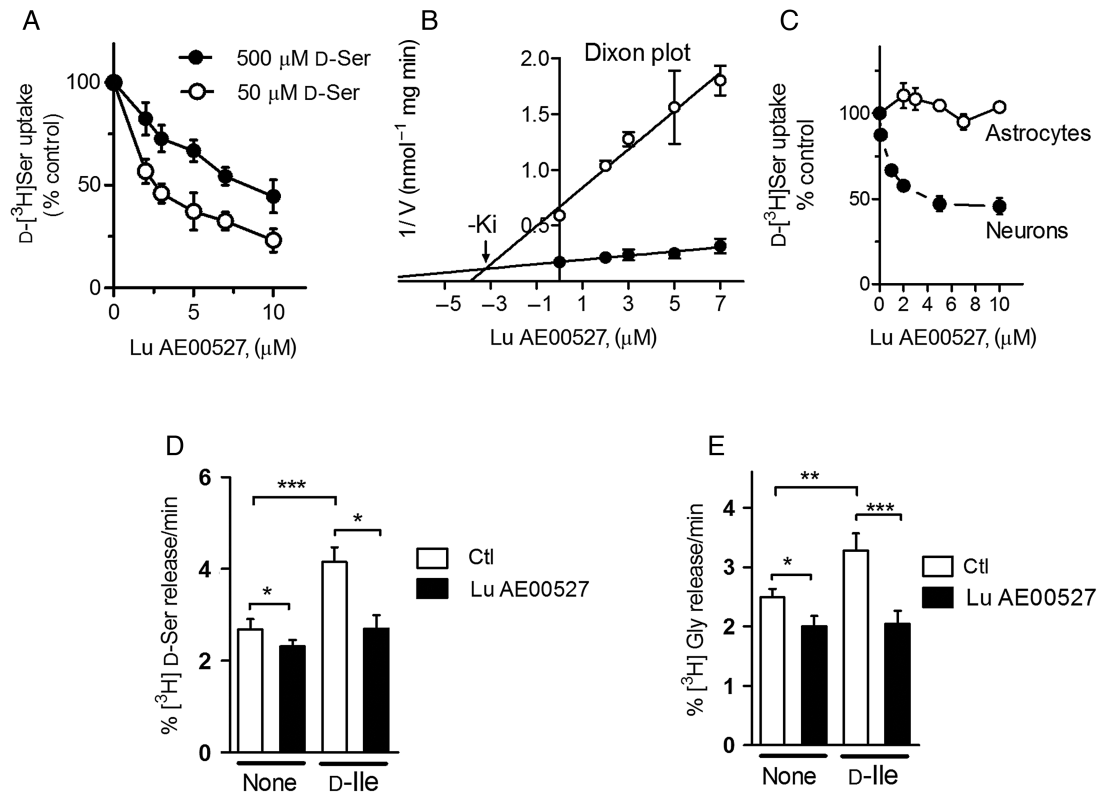 A
500 μM D-Ser
50 μM D-Ser
D-[³H]Ser uptake
(% control)
100
50
0
0
5
10
Lu AE00527, (μM)
B
Dixon plot
1/ V (nmol⁻¹ mg min)
2.0
1.5
1.0
0.5
-Ki
–5
–3
–1
1
3
5
7
Lu AE00527, (μM)
C
D-[³H]Ser uptake
% control
100
50
0
Astrocytes
Neurons
0
2
4
6
8
10
Lu AE00527, (μM)
D
% [³H] D-Ser release/min
6
4
2
0
***
*
*
Ctl
Lu AE00527
None
D-Ile
E
% [³H] Gly release/min
4
3
2
1
0
**
***
*
Ctl
Lu AE00527
None
D-Ile